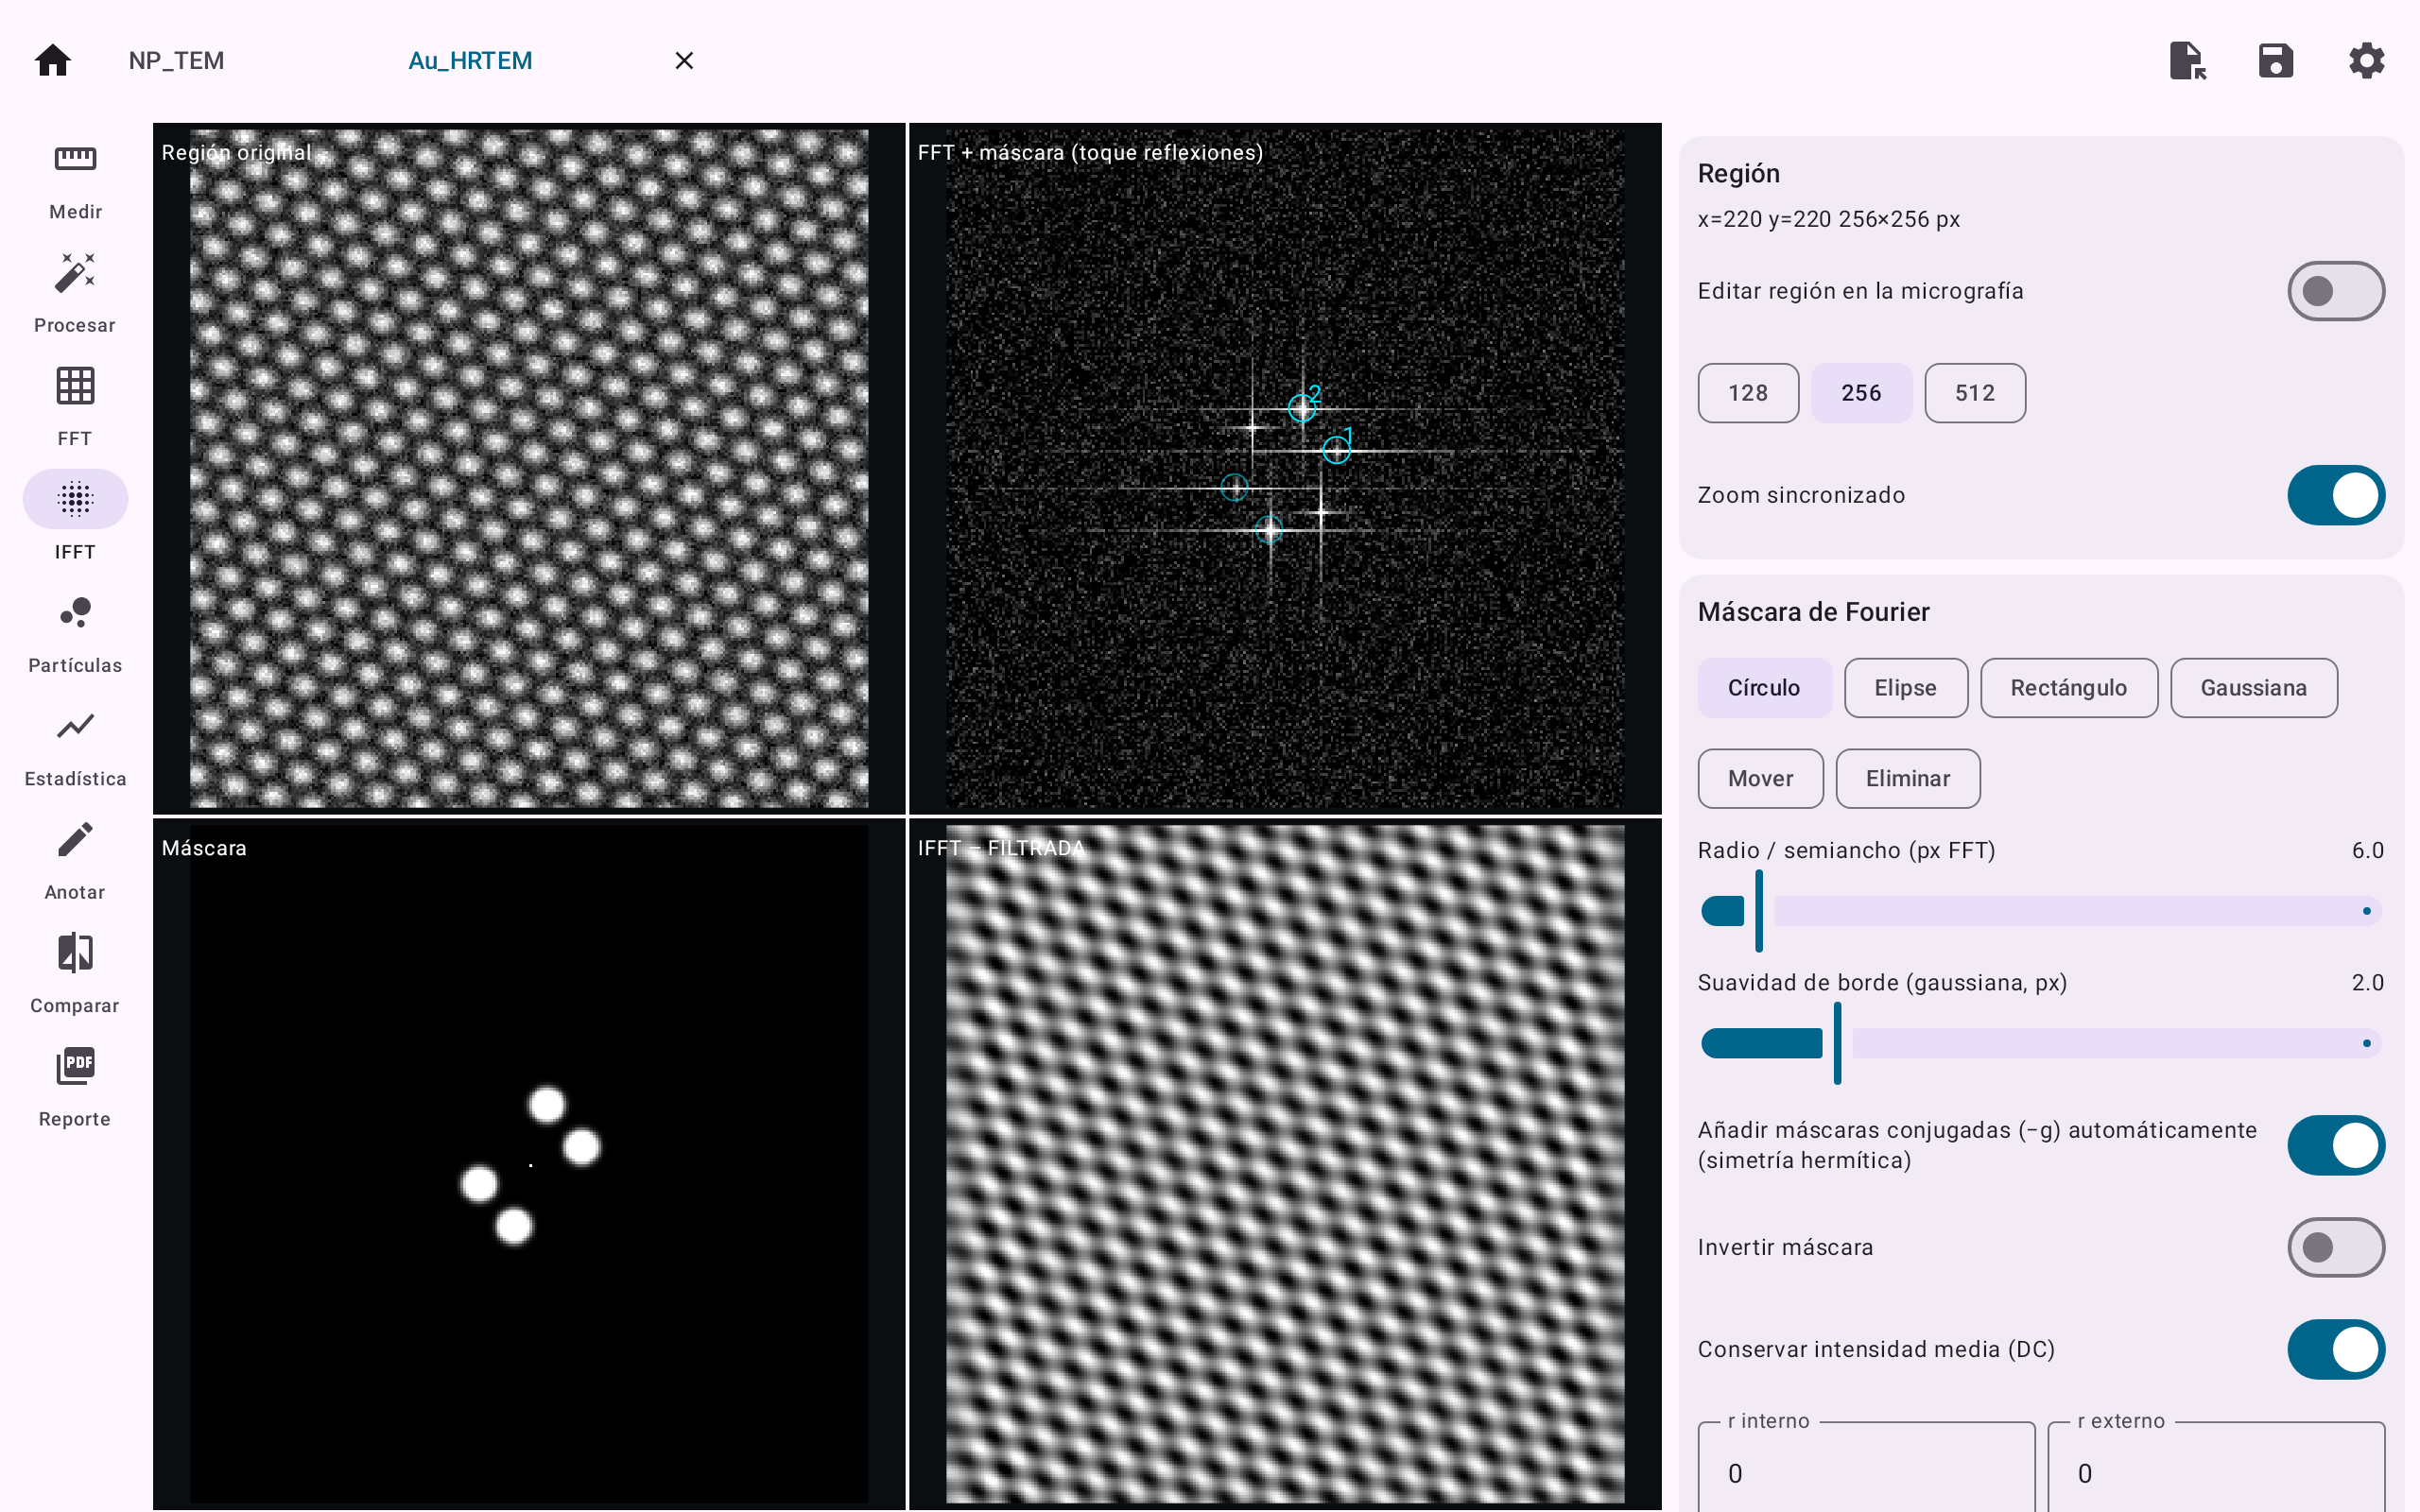 NP_TEM
Au_HRTEM
Medir
Procesar
FFT
IFFT
Partículas
Estadística
Anotar
Comparar
PDF
Reporte
Región original
FFT + máscara (toque reflexiones)
2
1
Máscara
IFFT – FILTRADA
Región
x=220 y=220 256×256 px
Editar región en la micrografía
128 256 512
Zoom sincronizado
Máscara de Fourier
Círculo Elipse Rectángulo Gaussiana
Mover Eliminar
Radio / semiancho (px FFT) 6.0
Suavidad de borde (gaussiana, px) 2.0
Añadir máscaras conjugadas (−g) automáticamente
(simetría hermítica)
Invertir máscara
Conservar intensidad media (DC)
r interno r externo
0 0